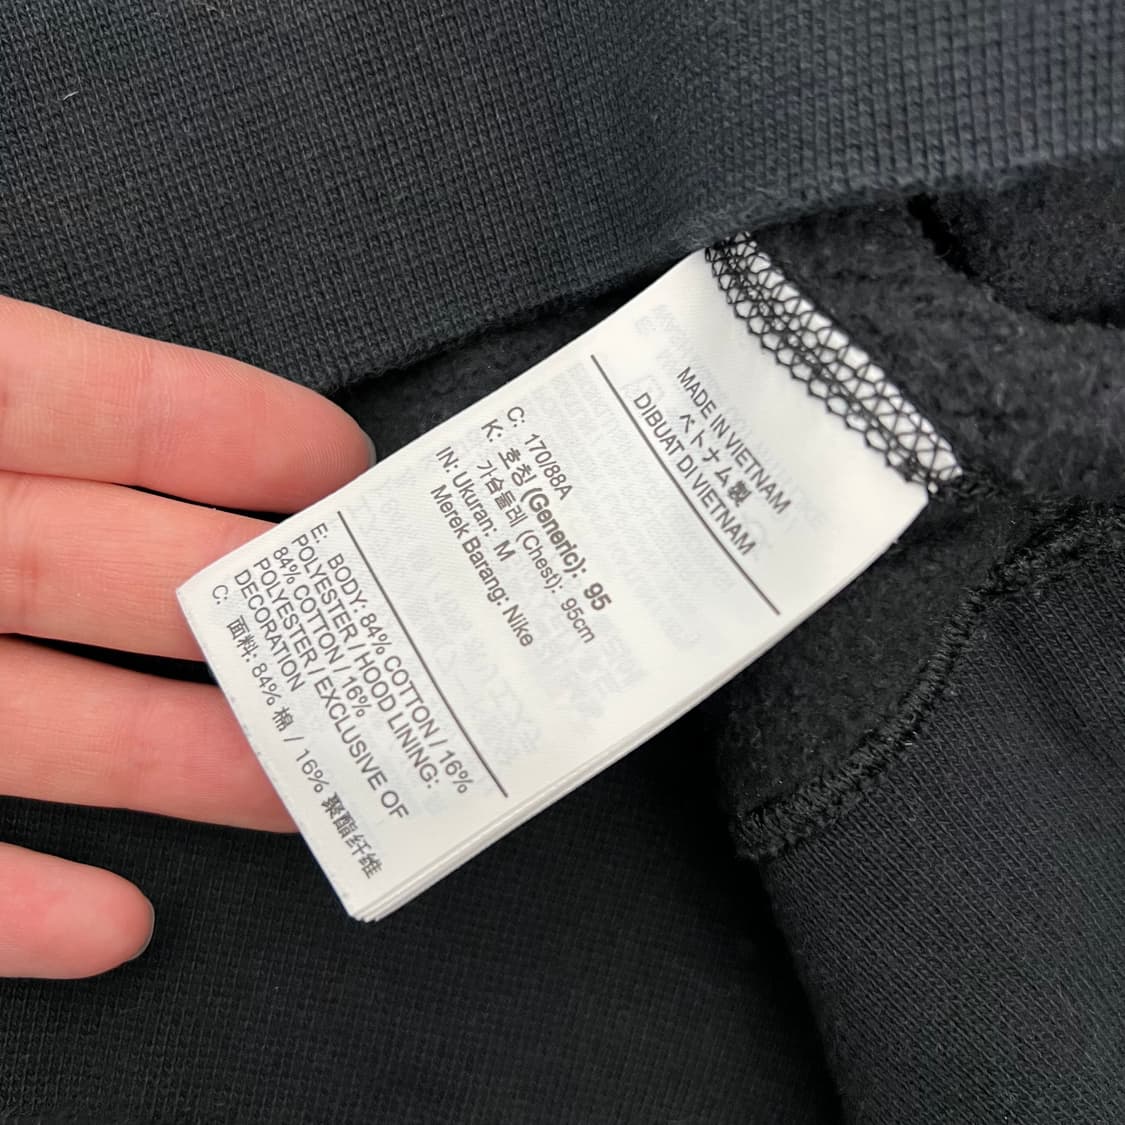 MADE IN VIETNAM
ベトナム製
DIBUAT DI VIETNAM
C: 170/88A
K: 호칭 (Generic): 95
가슴둘레 (Chest): 95cm
IN: Ukuran: M
Merek Barang: Nike
E: BODY: 84% COTTON / 16%
POLYESTER / HOOD LINING:
84% COTTON / 16%
POLYESTER / EXCLUSIVE OF
DECORATION
C: 面料: 84% 棉 / 16% 聚酯纤维